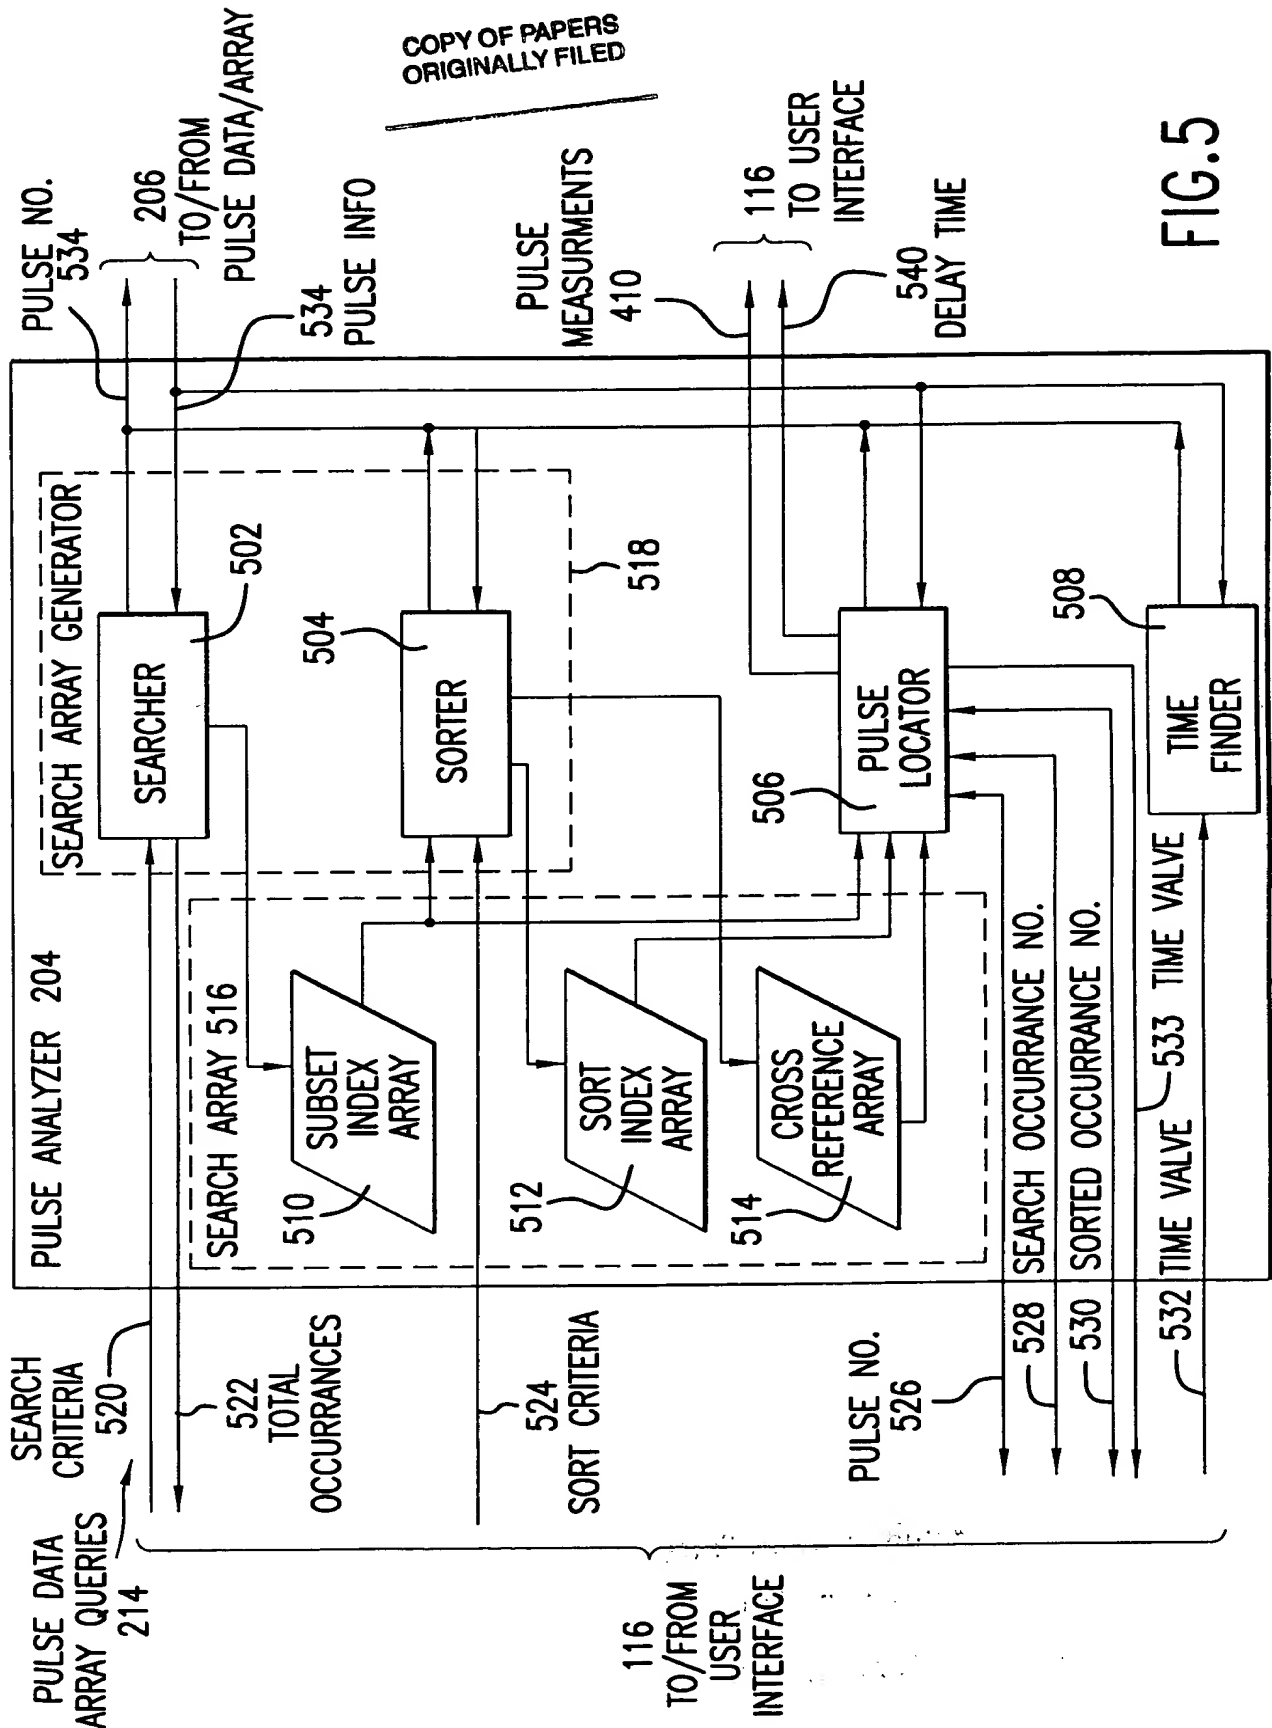 COPY OF PAPERS
ORIGINALLY FILED
PULSE DATA
ARRAY QUERIES
214
SEARCH
CRITERIA
520
522
TOTAL
OCCURRANCES
524
SORT CRITERIA
PULSE NO.
526
116
TO/FROM
USER
INTERFACE
PULSE ANALYZER 204
SEARCH ARRAY GENERATOR
SEARCHER
502
504
SORTER
518
SEARCH ARRAY 516
SUBSET
INDEX
ARRAY
510
SORT
INDEX
ARRAY
512
CROSS
REFERENCE
ARRAY
514
506
PULSE
LOCATOR
508
TIME
FINDER
528 SEARCH OCCURRANCE NO.
530 SORTED OCCURRANCE NO.
533 TIME VALVE
532 TIME VALVE
PULSE NO.
534
206
TO/FROM
PULSE DATA/ARRAY
534
PULSE INFO
PULSE
MEASURMENTS
410
116
TO USER
INTERFACE
540
DELAY TIME
FIG.5